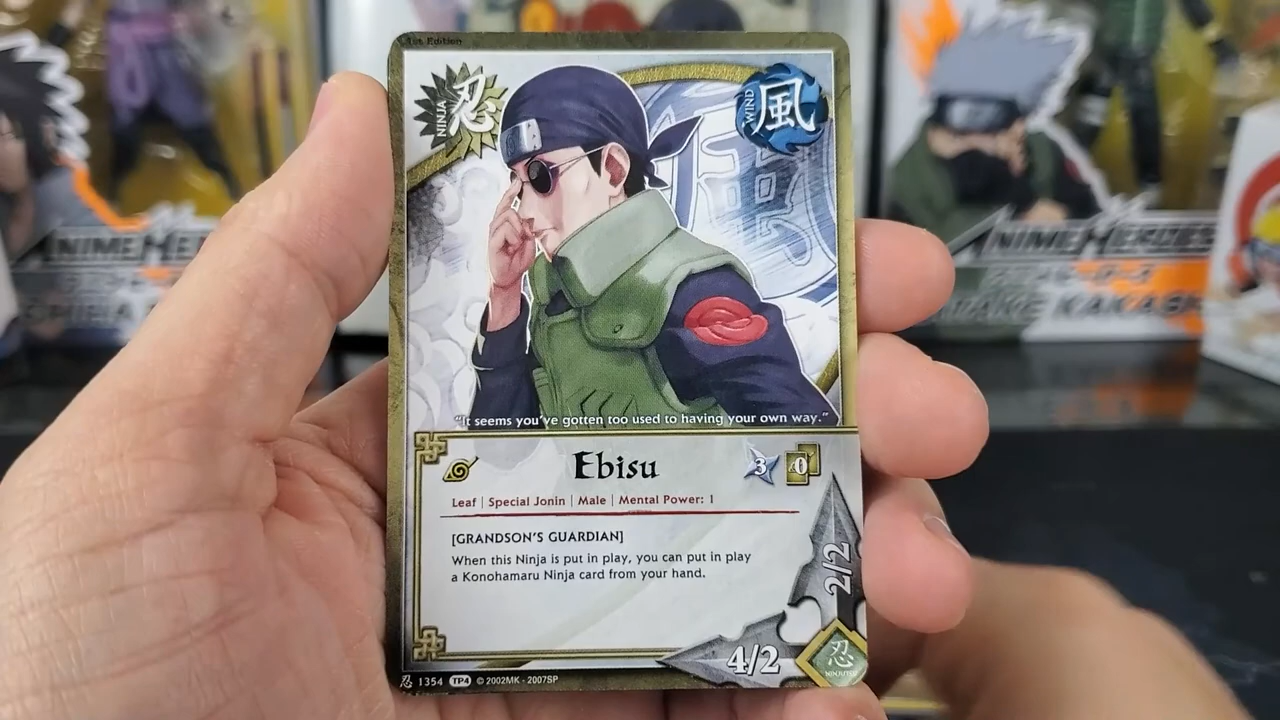 1st Edition
忍
NINJA
風
WIND
"It seems you've gotten too used to having your own way."
Ebisu
3
0
Leaf | Special Jonin | Male | Mental Power: 1
[GRANDSON'S GUARDIAN]
When this Ninja is put in play, you can put in play
a Konohamaru Ninja card from your hand.
2/2
4/2
忍
忍 1354 TP4 © 2002MK - 2007SP
ANIME HEROES
ANIME HEROES